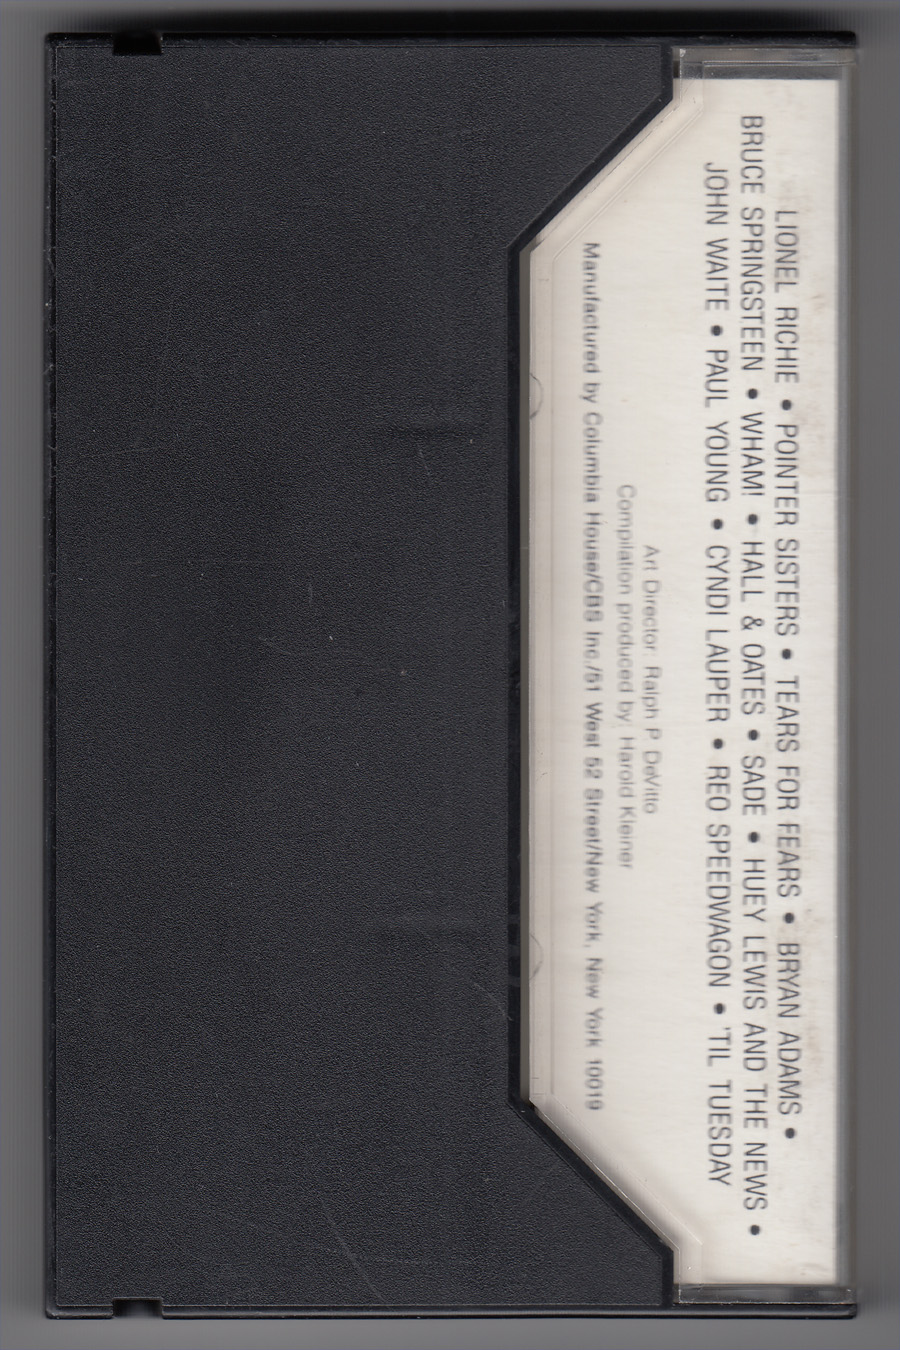 LIONEL RICHIE • POINTER SISTERS • TEARS FOR FEARS • BRYAN ADAMS •
BRUCE SPRINGSTEEN • WHAM! • HALL & OATES • SADE • HUEY LEWIS AND THE NEWS •
JOHN WAITE • PAUL YOUNG • CYNDI LAUPER • REO SPEEDWAGON • 'TIL TUESDAY
Art Director: Ralph P. DeVitto
Compilation produced by: Harold Kleiner
Manufactured by Columbia House/CBS Inc./51 West 52 Street/New York, New York 10019